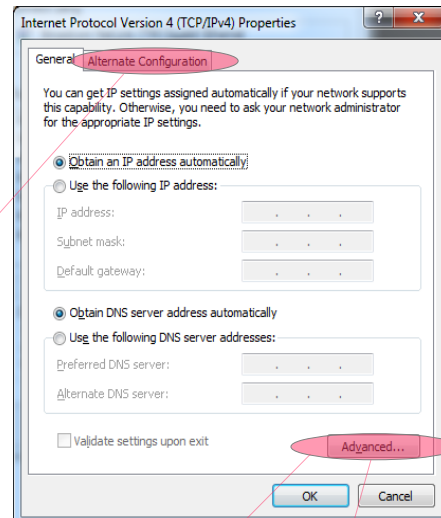 Internet Protocol Version 4 (TCP/IPv4) Properties
General
Alternate Configuration
You can get IP settings assigned automatically if your network supports
this capability. Otherwise, you need to ask your network administrator
for the appropriate IP settings.
Obtain an IP address automatically
Use the following IP address:
IP address:
Subnet mask:
Default gateway:
Obtain DNS server address automatically
Use the following DNS server addresses:
Preferred DNS server:
Alternate DNS server:
Validate settings upon exit
Advanced...
OK
Cancel